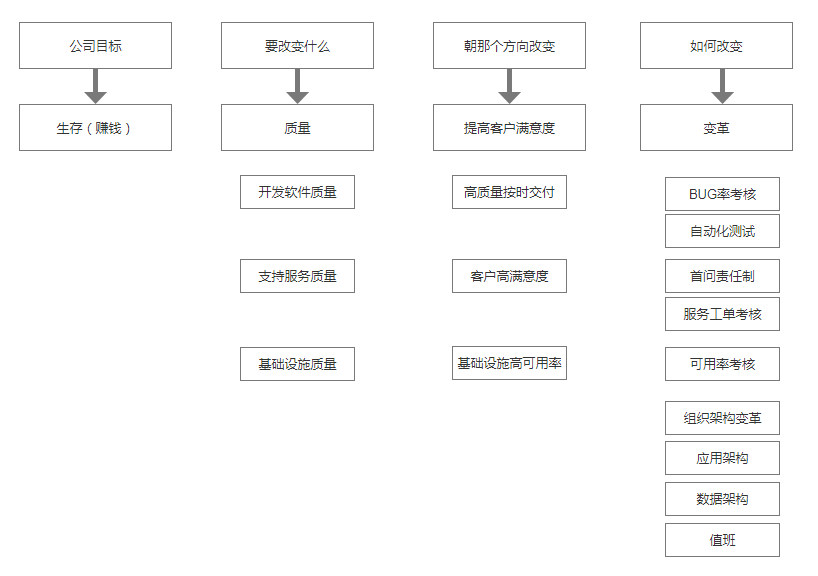 公司目标
要改变什么
朝那个方向改变
如何改变
生存（赚钱）
质量
提高客户满意度
变革
开发软件质量
高质量按时交付
BUG率考核
自动化测试
支持服务质量
客户高满意度
首问责任制
服务工单考核
基础设施质量
基础设施高可用率
可用率考核
组织架构变革
应用架构
数据架构
值班